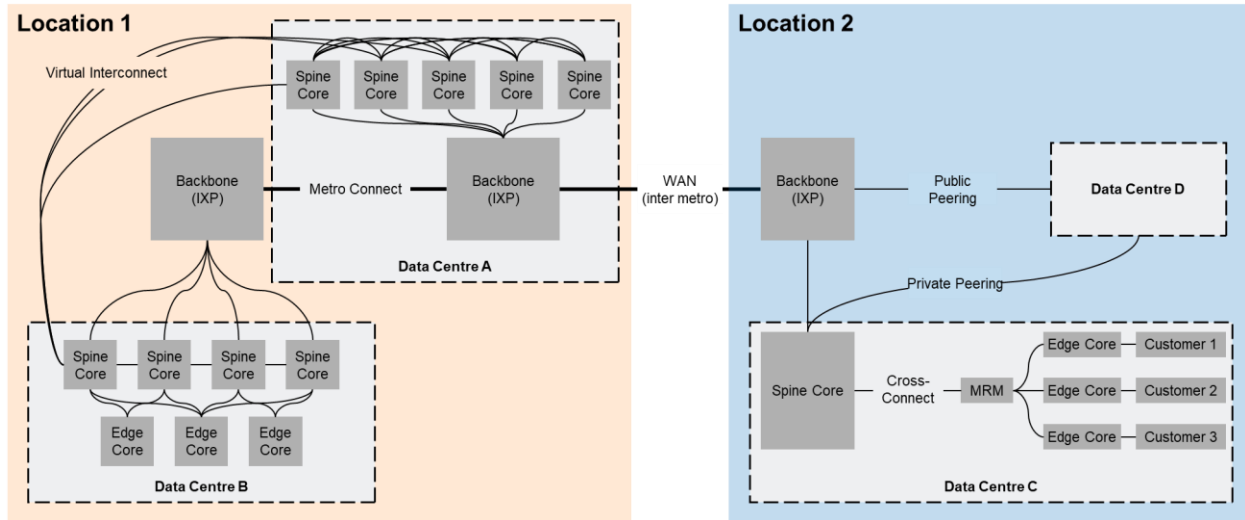 Location 1
Location 2
Virtual Interconnect
Spine
Core
Spine
Core
Spine
Core
Spine
Core
Spine
Core
Backbone
(IXP)
Metro Connect
Backbone
(IXP)
WAN
(inter metro)
Backbone
(IXP)
Public
Peering
Data Centre D
Data Centre A
Private Peering
Spine
Core
Spine
Core
Spine
Core
Spine
Core
Edge
Core
Edge
Core
Edge
Core
Data Centre B
Spine Core
Cross-
Connect
MRM
Edge Core
Customer 1
Edge Core
Customer 2
Edge Core
Customer 3
Data Centre C